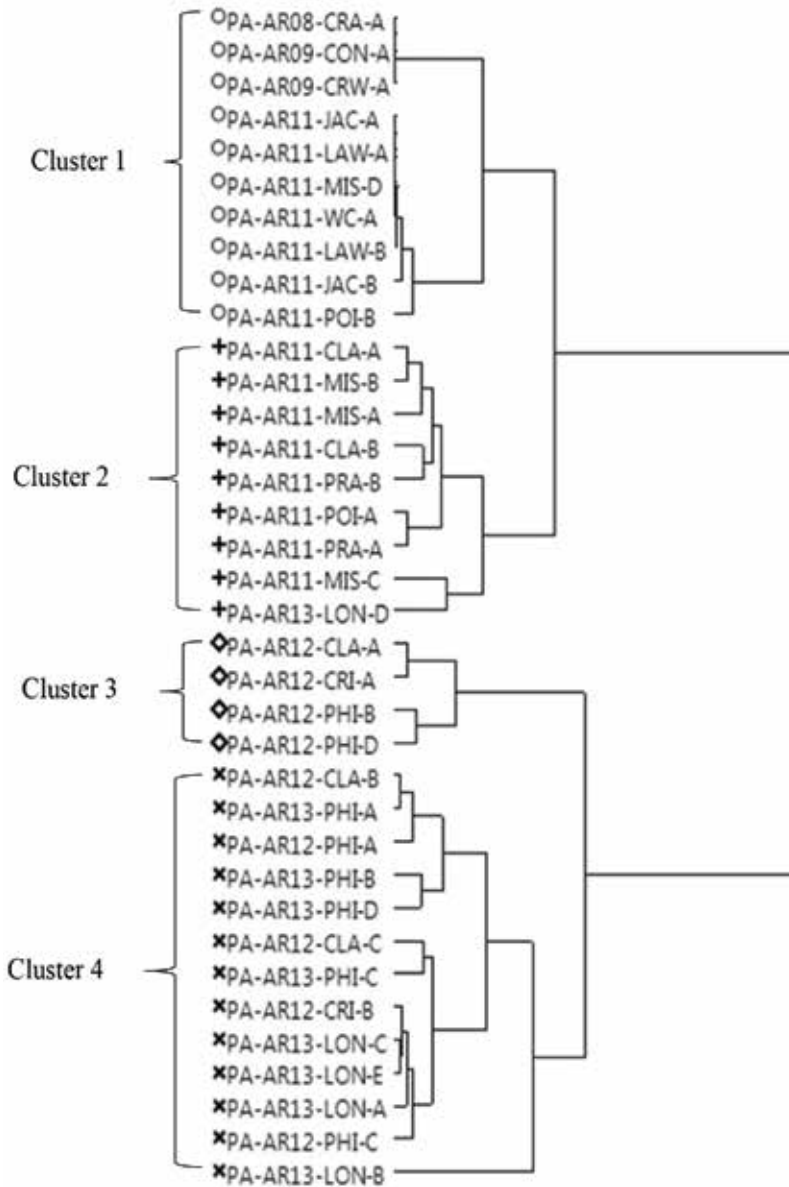 PA-AR08-CRA-A
PA-AR09-CON-A
PA-AR09-CRW-A
PA-AR11-JAC-A
PA-AR11-LAW-A
Cluster 1
PA-AR11-MIS-D
PA-AR11-WC-A
PA-AR11-LAW-B
PA-AR11-JAC-B
PA-AR11-POI-B
PA-AR11-CLA-A
PA-AR11-MIS-B
PA-AR11-MIS-A
PA-AR11-CLA-B
Cluster 2
PA-AR11-PRA-B
PA-AR11-POI-A
PA-AR11-PRA-A
PA-AR11-MIS-C
PA-AR13-LON-D
PA-AR12-CLA-A
PA-AR12-CRI-A
Cluster 3
PA-AR12-PHI-B
PA-AR12-PHI-D
PA-AR12-CLA-B
PA-AR13-PHI-A
PA-AR12-PHI-A
PA-AR13-PHI-B
PA-AR13-PHI-D
PA-AR12-CLA-C
Cluster 4
PA-AR13-PHI-C
PA-AR12-CRI-B
PA-AR13-LON-C
PA-AR13-LON-E
PA-AR13-LON-A
PA-AR12-PHI-C
PA-AR13-LON-B